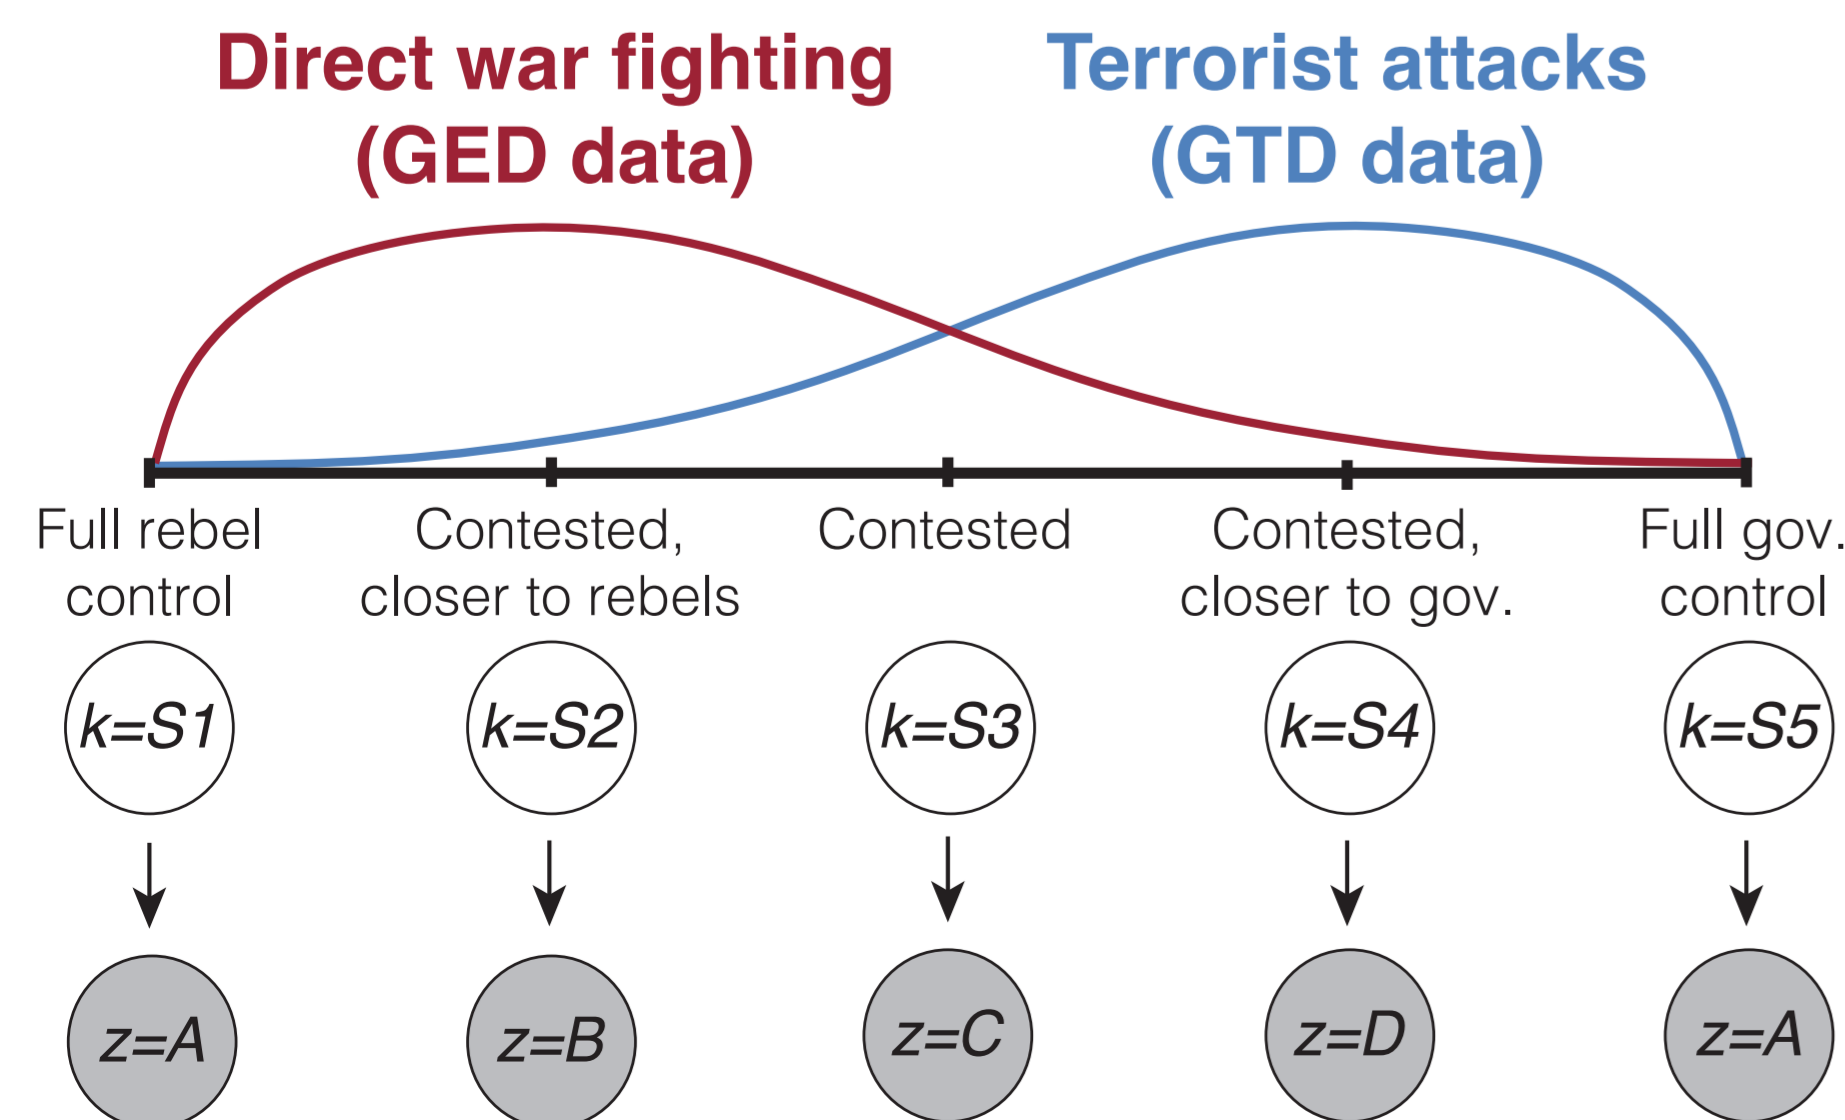 Direct war fighting
(GED data)
Terrorist attacks
(GTD data)
Full rebel
control
Contested,
closer to rebels
Contested
Contested,
closer to gov.
Full gov.
control
k=S1
k=S2
k=S3
k=S4
k=S5
z=A
z=B
z=C
z=D
z=A